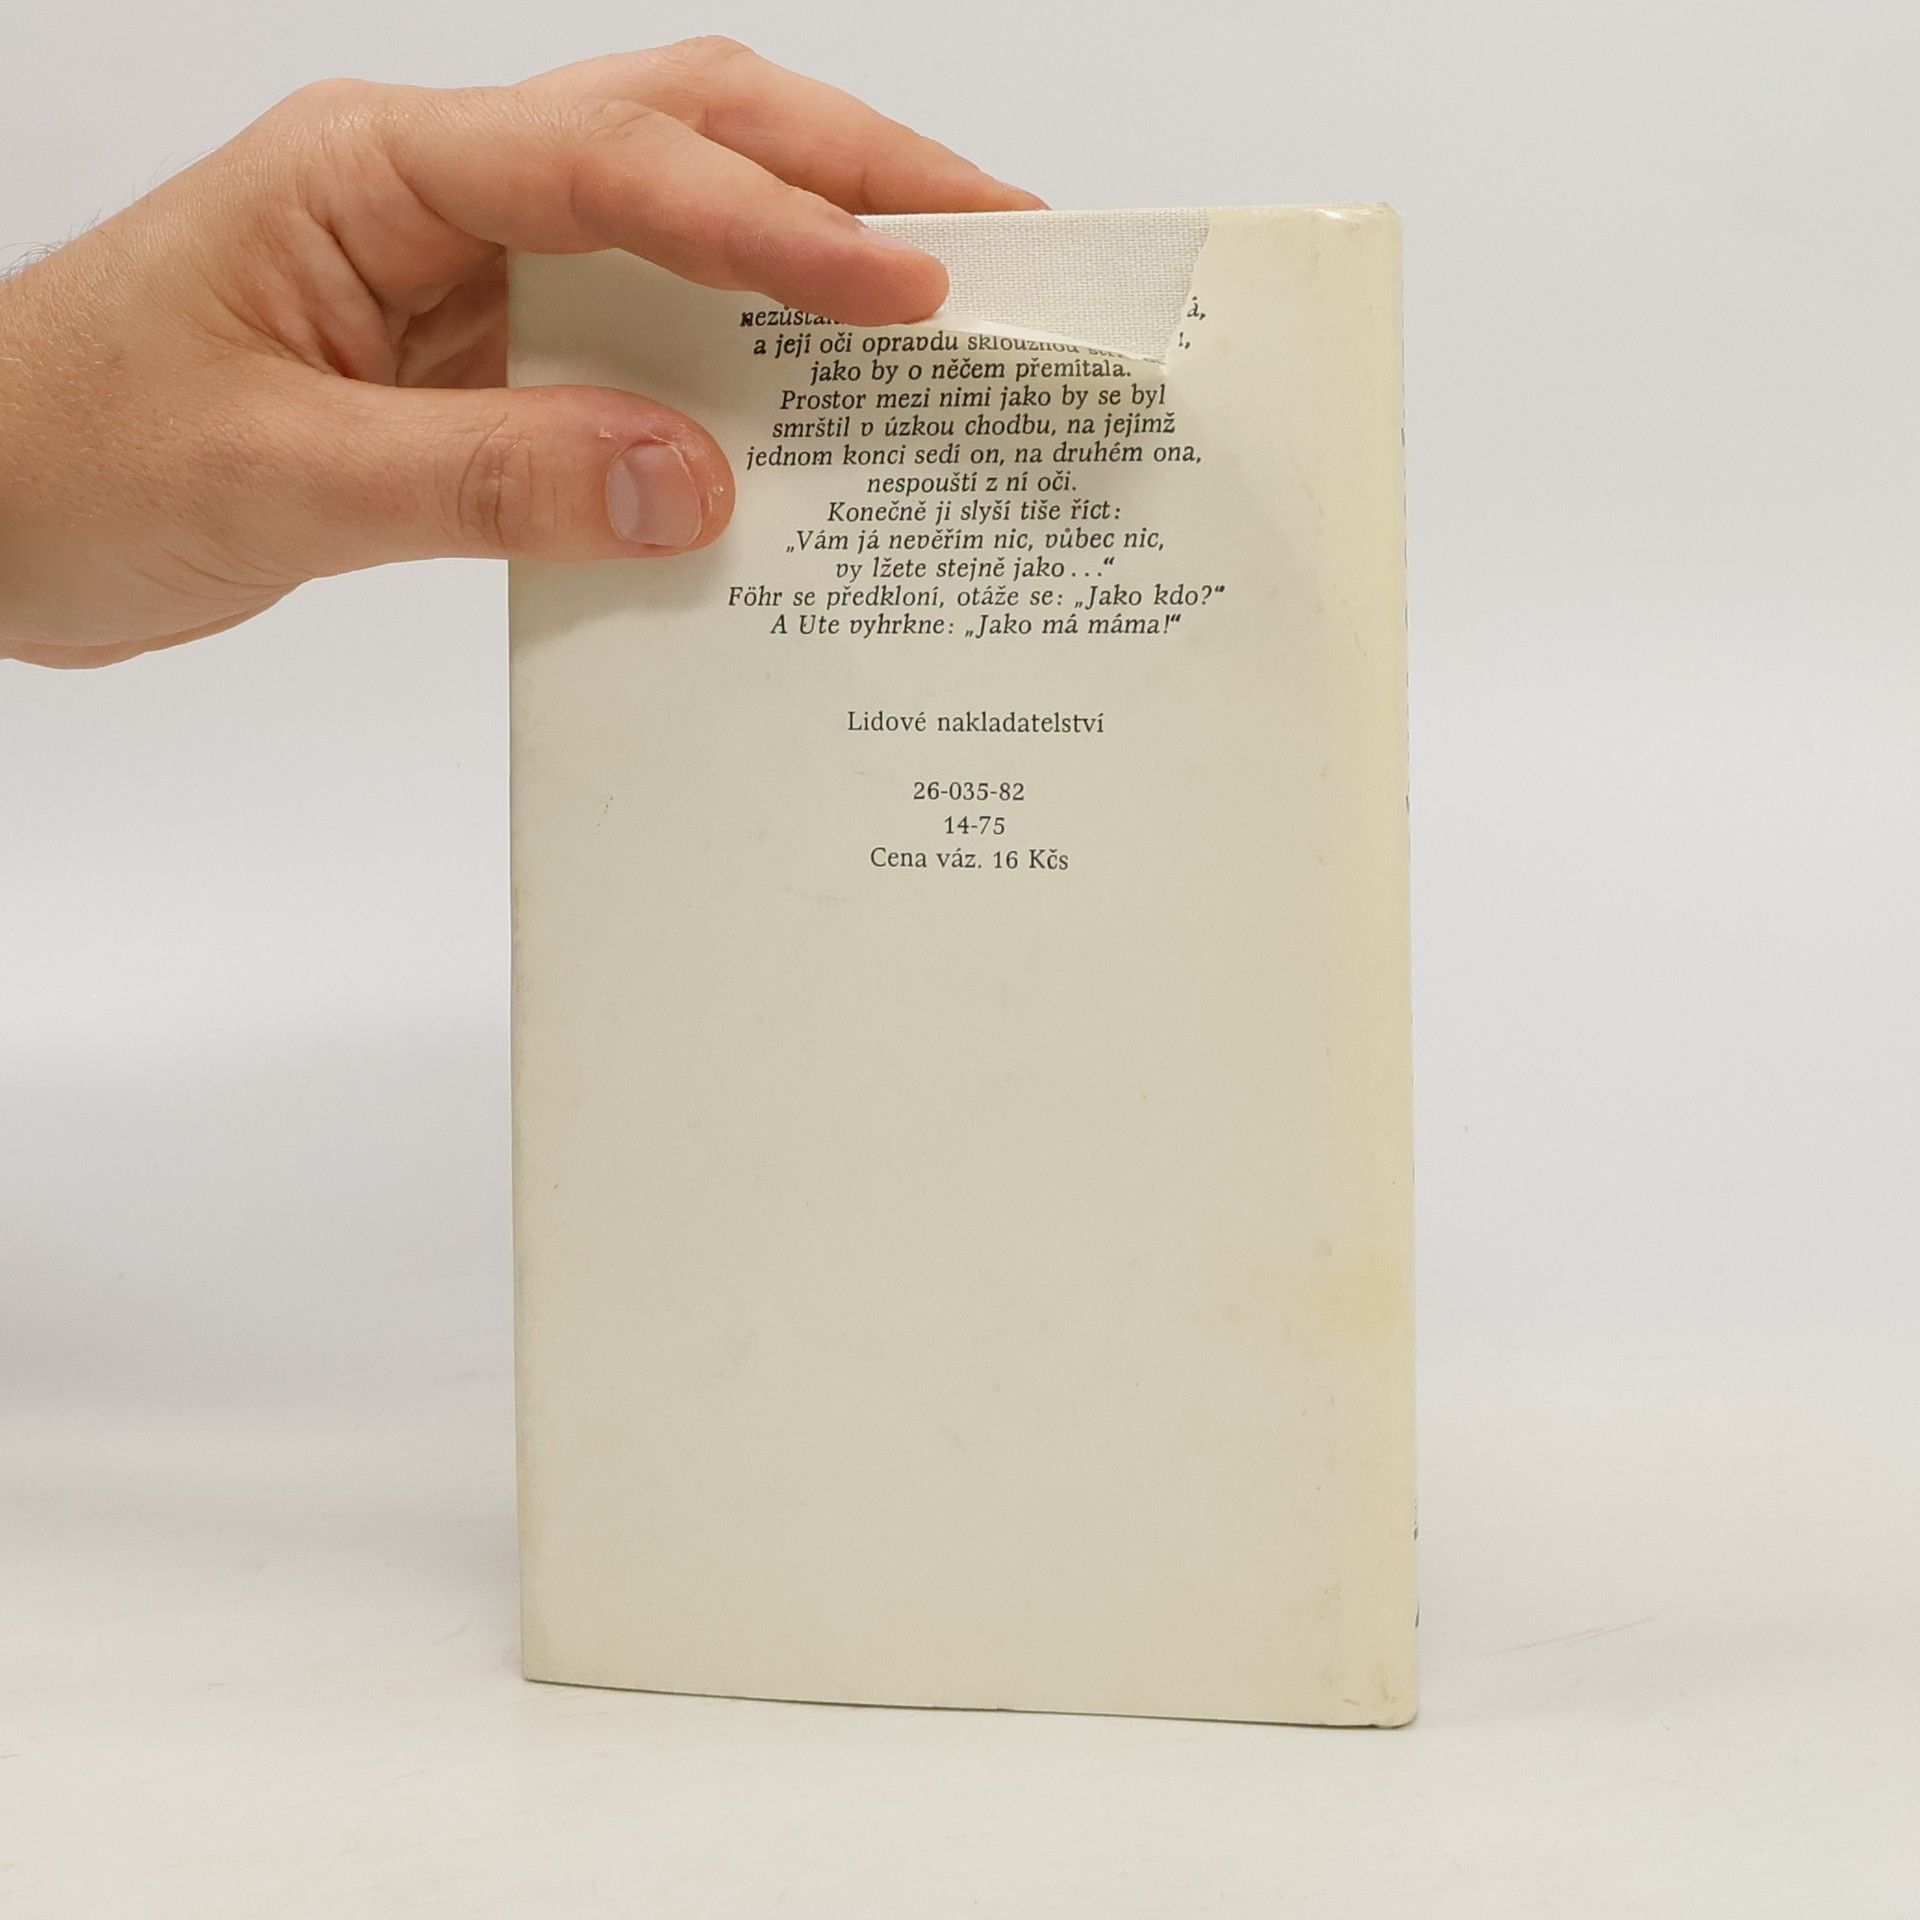 a její oči opravdu
jako by o něčem přemítala.
Prostor mezi nimi jako by se byl
smrštil v úzkou chodbu, na jejímž
jednom konci sedí on, na druhém ona,
nespouští z ní oči.
Konečně ji slyší tiše říct:
„Vám já nevěřím nic, vůbec nic,
vy lžete stejně jako...“
Föhr se předkloní, otáže se: „Jako kdo?“
A Ute vyhrkne: „Jako má máma!“
Lidové nakladatelství
26-035-82
14-75
Cena váz. 16 Kčs